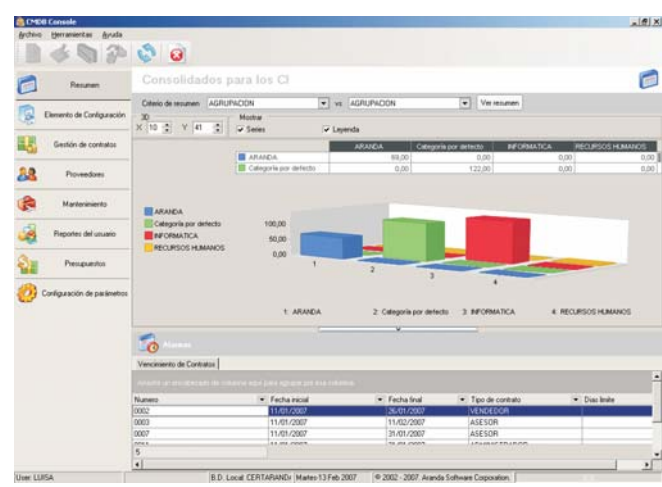 CMDB Console
Archivo Herramientas Ayuda
Resumen
Elemento de Configuración
Gestión de contratos
Proveedores
Mantenimiento
Reportes del usuario
Presupuestos
Configuración de parámetros
Consolidados para los CI
Criterio de resumen AGRUPACION vs AGRUPACION Ver resumen
3D
X 10 Y 41
Mostrar
Series Leyenda
ARANDA Categoría por defecto INFORMATICA RECURSOS HUMANOS
ARANDA 69,00 0,00 0,00 0,00
Categoría por defecto 0,00 122,00 0,00 0,00
ARANDA
Categoría por defecto
INFORMATICA
RECURSOS HUMANOS
100,00
50,00
0,00
1
2
3
4
1: ARANDA 2: Categoría por defecto 3 INFORMATICA 4: RECURSOS HUMANOS
Alarmas
Vencimiento de Contratos
Numero Fecha inicial Fecha final Tipo de contrato Dias limite
0002 11/01/2007 26/01/2007 VENDEDOR
0003 11/01/2007 11/02/2007 ASESOR
0007 11/01/2007 31/01/2007 ASESOR
5
User: LUISA B.D. Local: Martes-13 Feb 2007 © 2002 - 2007. Aranda Software Corporation.